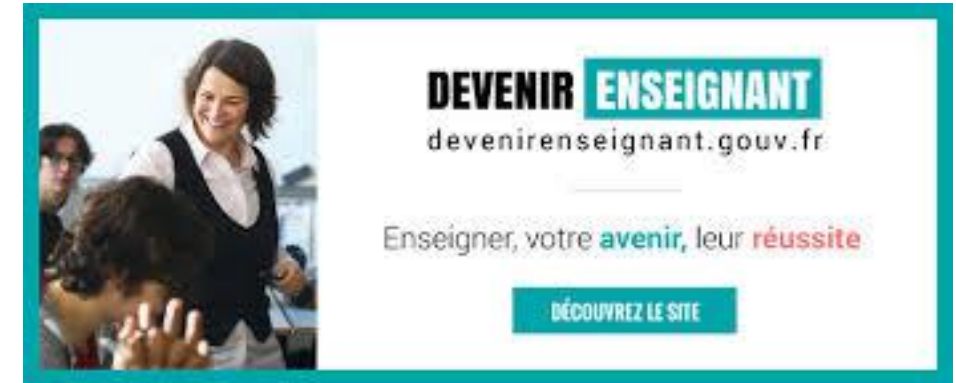 DEVENIR ENSEIGNANT
devenirenseignant.gouv.fr
Enseigner, votre avenir, leur réussite
DÉCOUVREZ LE SITE